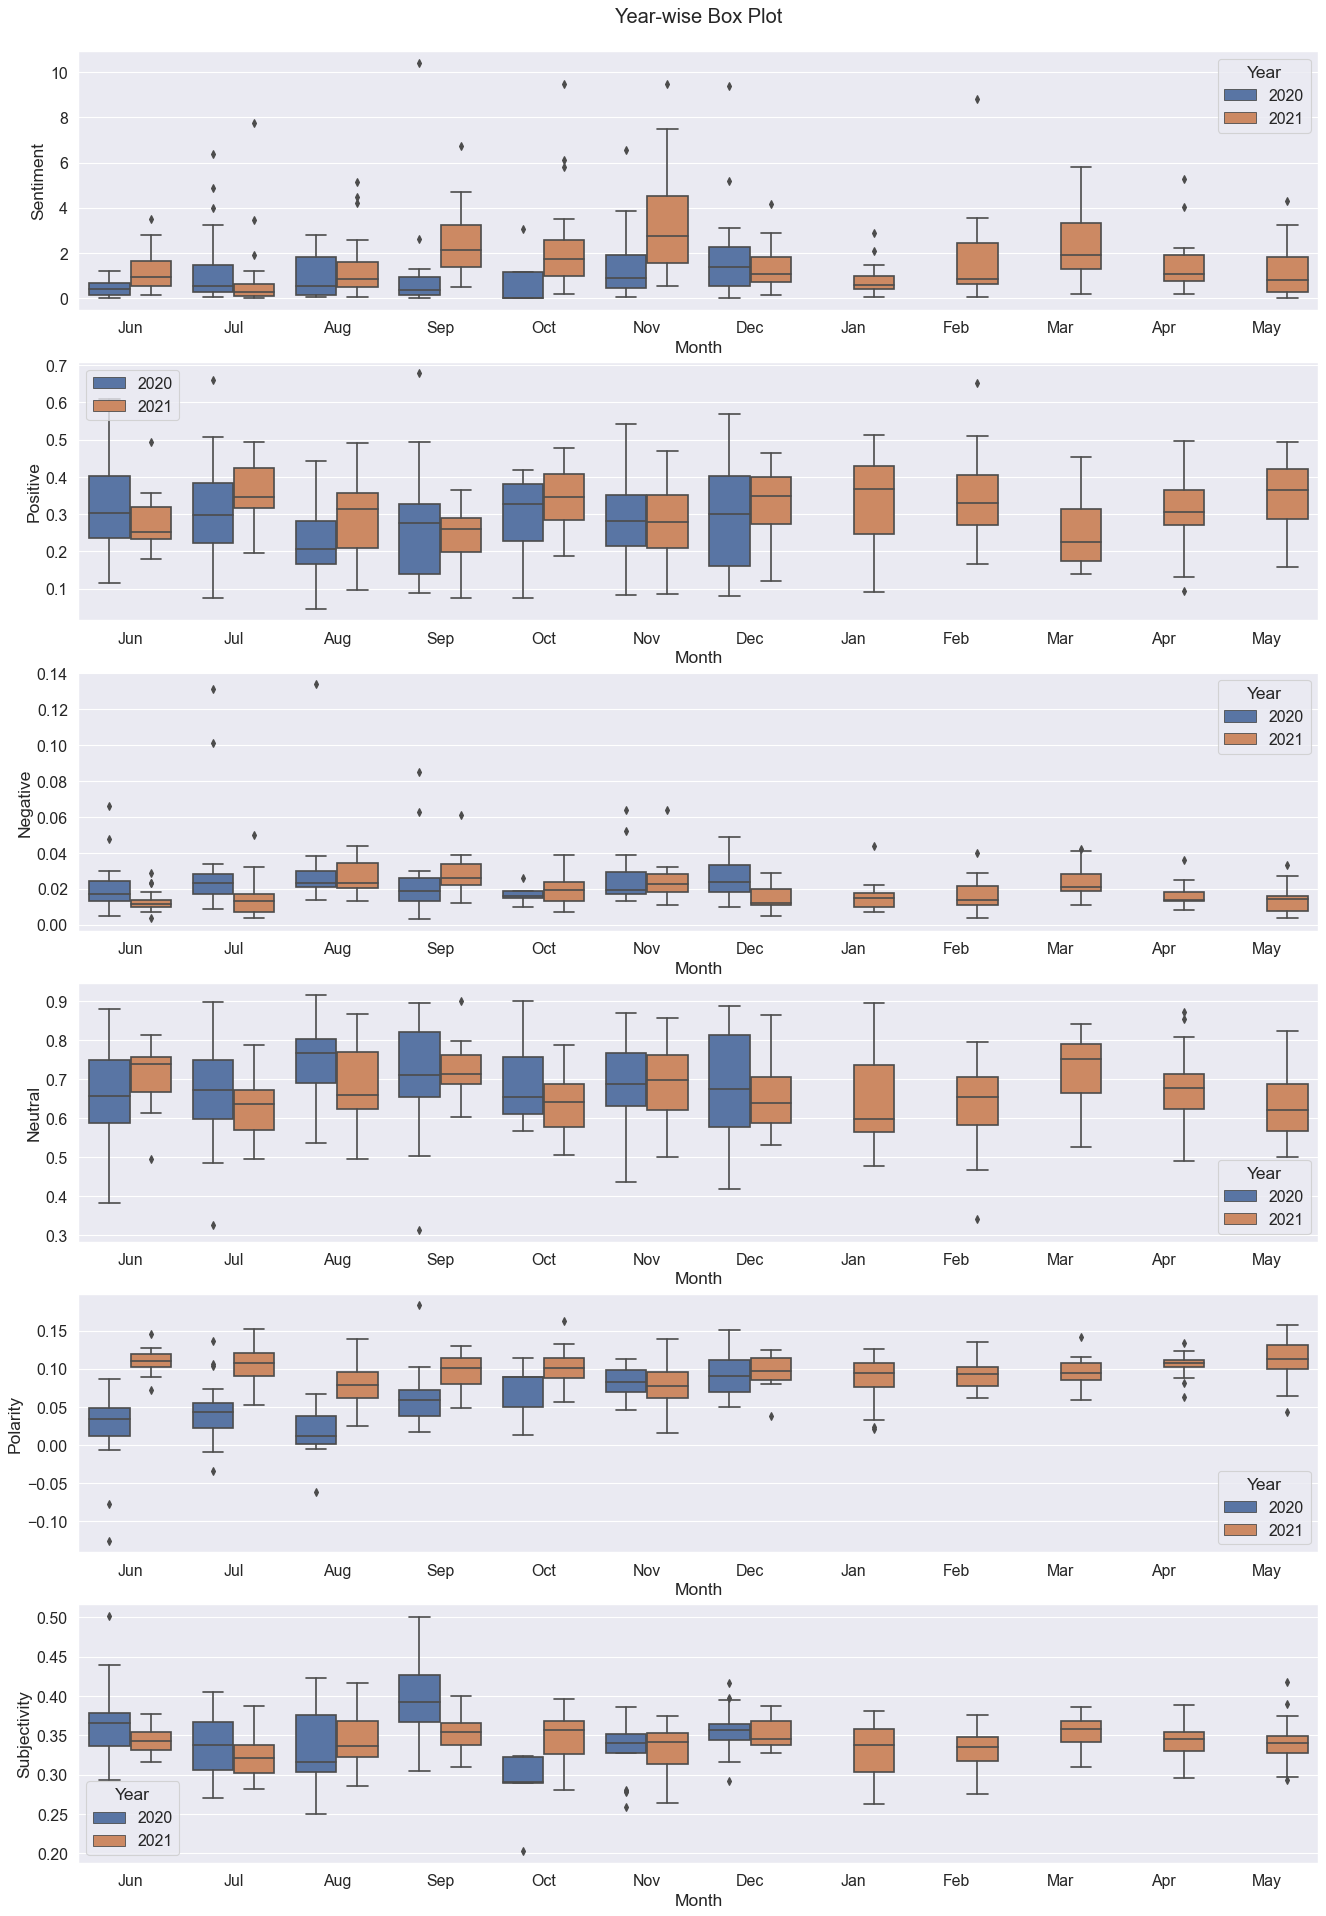 Year-wise Box Plot
10
8
6
4
2
0
Sentiment
Year
2020
2021
Jun Jul Aug Sep Oct Nov Dec Jan Feb Mar Apr May
Month
0.7
0.6
0.5
0.4
0.3
0.2
0.1
Positive
2020
2021
Jun Jul Aug Sep Oct Nov Dec Jan Feb Mar Apr May
Month
0.14
0.12
0.10
0.08
0.06
0.04
0.02
0.00
Negative
Year
2020
2021
Jun Jul Aug Sep Oct Nov Dec Jan Feb Mar Apr May
Month
0.9
0.8
0.7
0.6
0.5
0.4
0.3
Neutral
Year
2020
2021
Jun Jul Aug Sep Oct Nov Dec Jan Feb Mar Apr May
Month
0.15
0.10
0.05
0.00
−0.05
−0.10
Polarity
Year
2020
2021
Jun Jul Aug Sep Oct Nov Dec Jan Feb Mar Apr May
Month
0.50
0.45
0.40
0.35
0.30
0.25
0.20
Subjectivity
Year
2020
2021
Jun Jul Aug Sep Oct Nov Dec Jan Feb Mar Apr May
Month